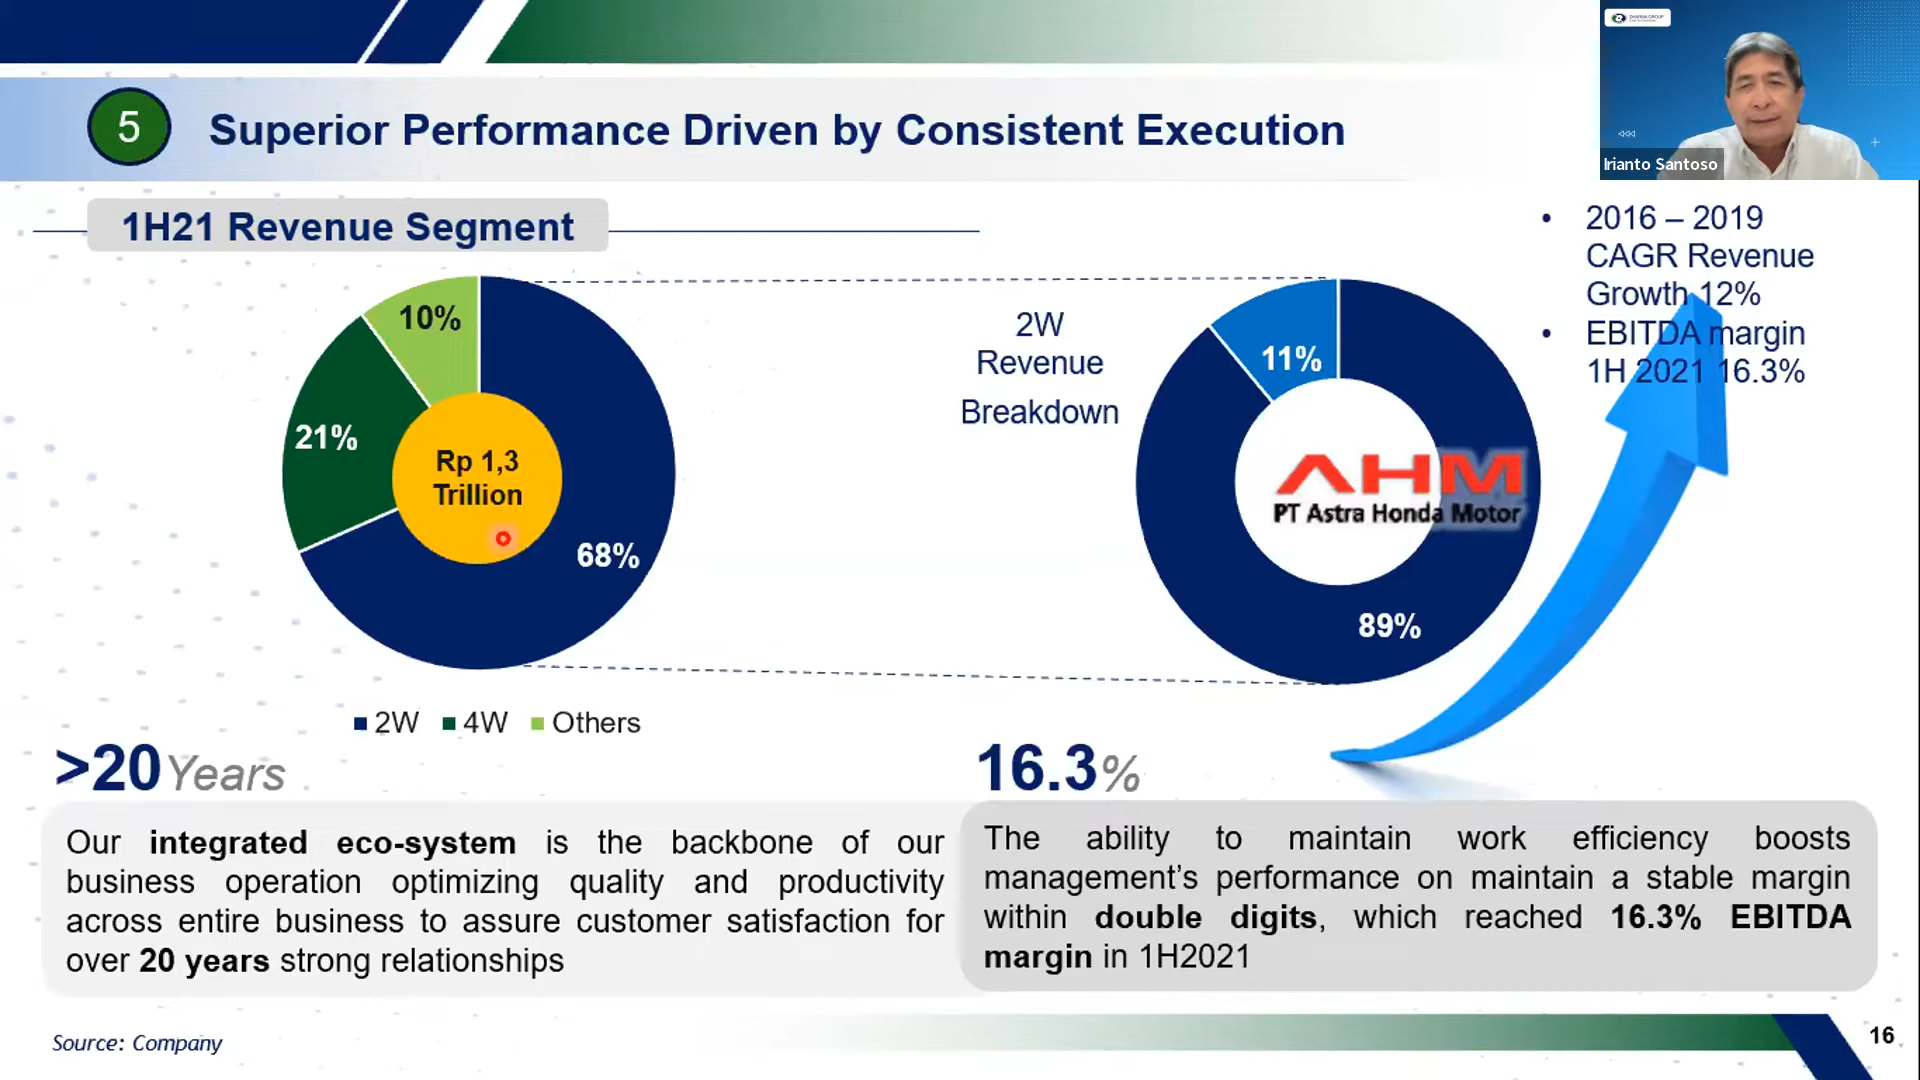 DHARMA GROUP
Irianto Santoso
5
Superior Performance Driven by Consistent Execution
1H21 Revenue Segment
10%
21%
68%
Rp 1,3
Trillion
2W
4W
Others
2W
Revenue
Breakdown
11%
89%
AHM
PT Astra Honda Motor
• 2016 – 2019
CAGR Revenue
Growth 12%
• EBITDA margin
1H 2021 16.3%
>20 Years
Our integrated eco-system is the backbone of our
business operation optimizing quality and productivity
across entire business to assure customer satisfaction for
over 20 years strong relationships
16.3%
The ability to maintain work efficiency boosts
management’s performance on maintain a stable margin
within double digits, which reached 16.3% EBITDA
margin in 1H2021
Source: Company
16